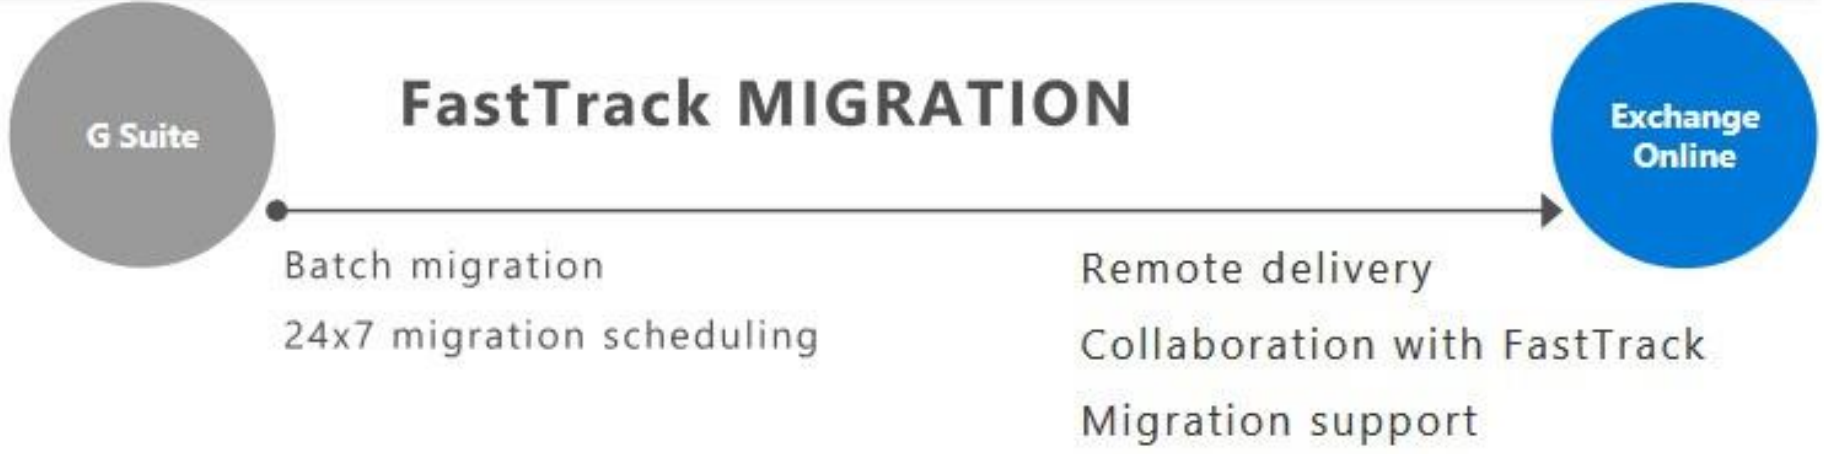 G Suite
FastTrack MIGRATION
Exchange
Online
Batch migration
24x7 migration scheduling
Remote delivery
Collaboration with FastTrack
Migration support